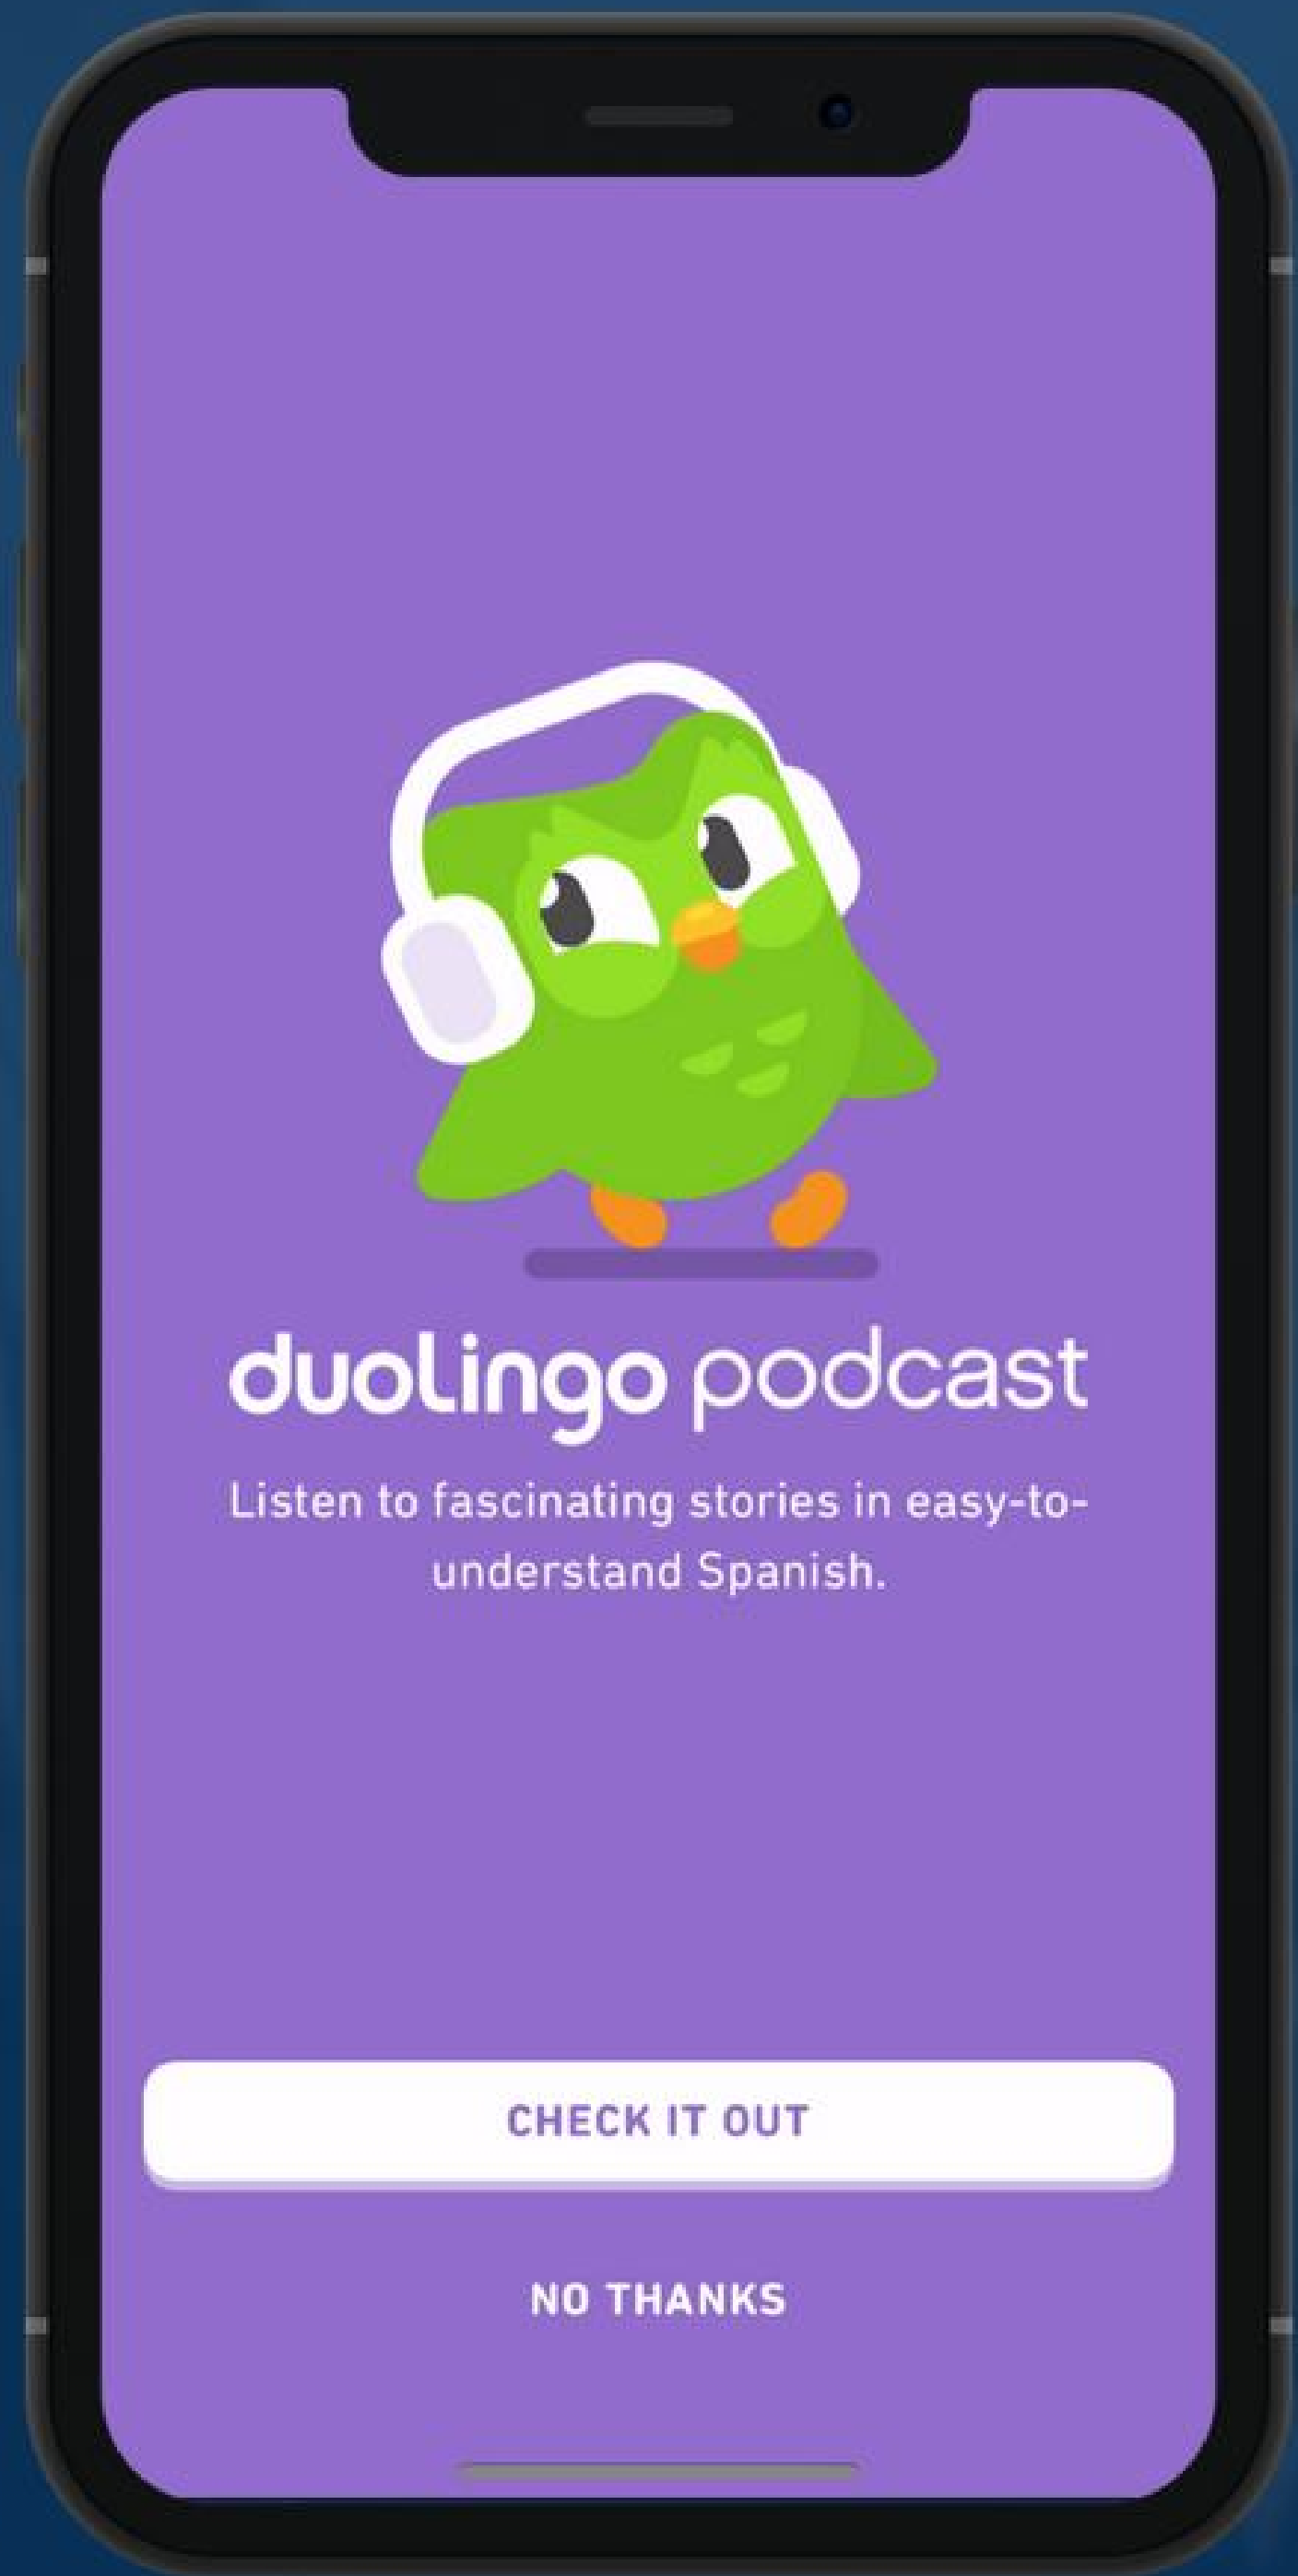 duolingo podcast
Listen to fascinating stories in easy-to-
understand Spanish.
CHECK IT OUT
NO THANKS